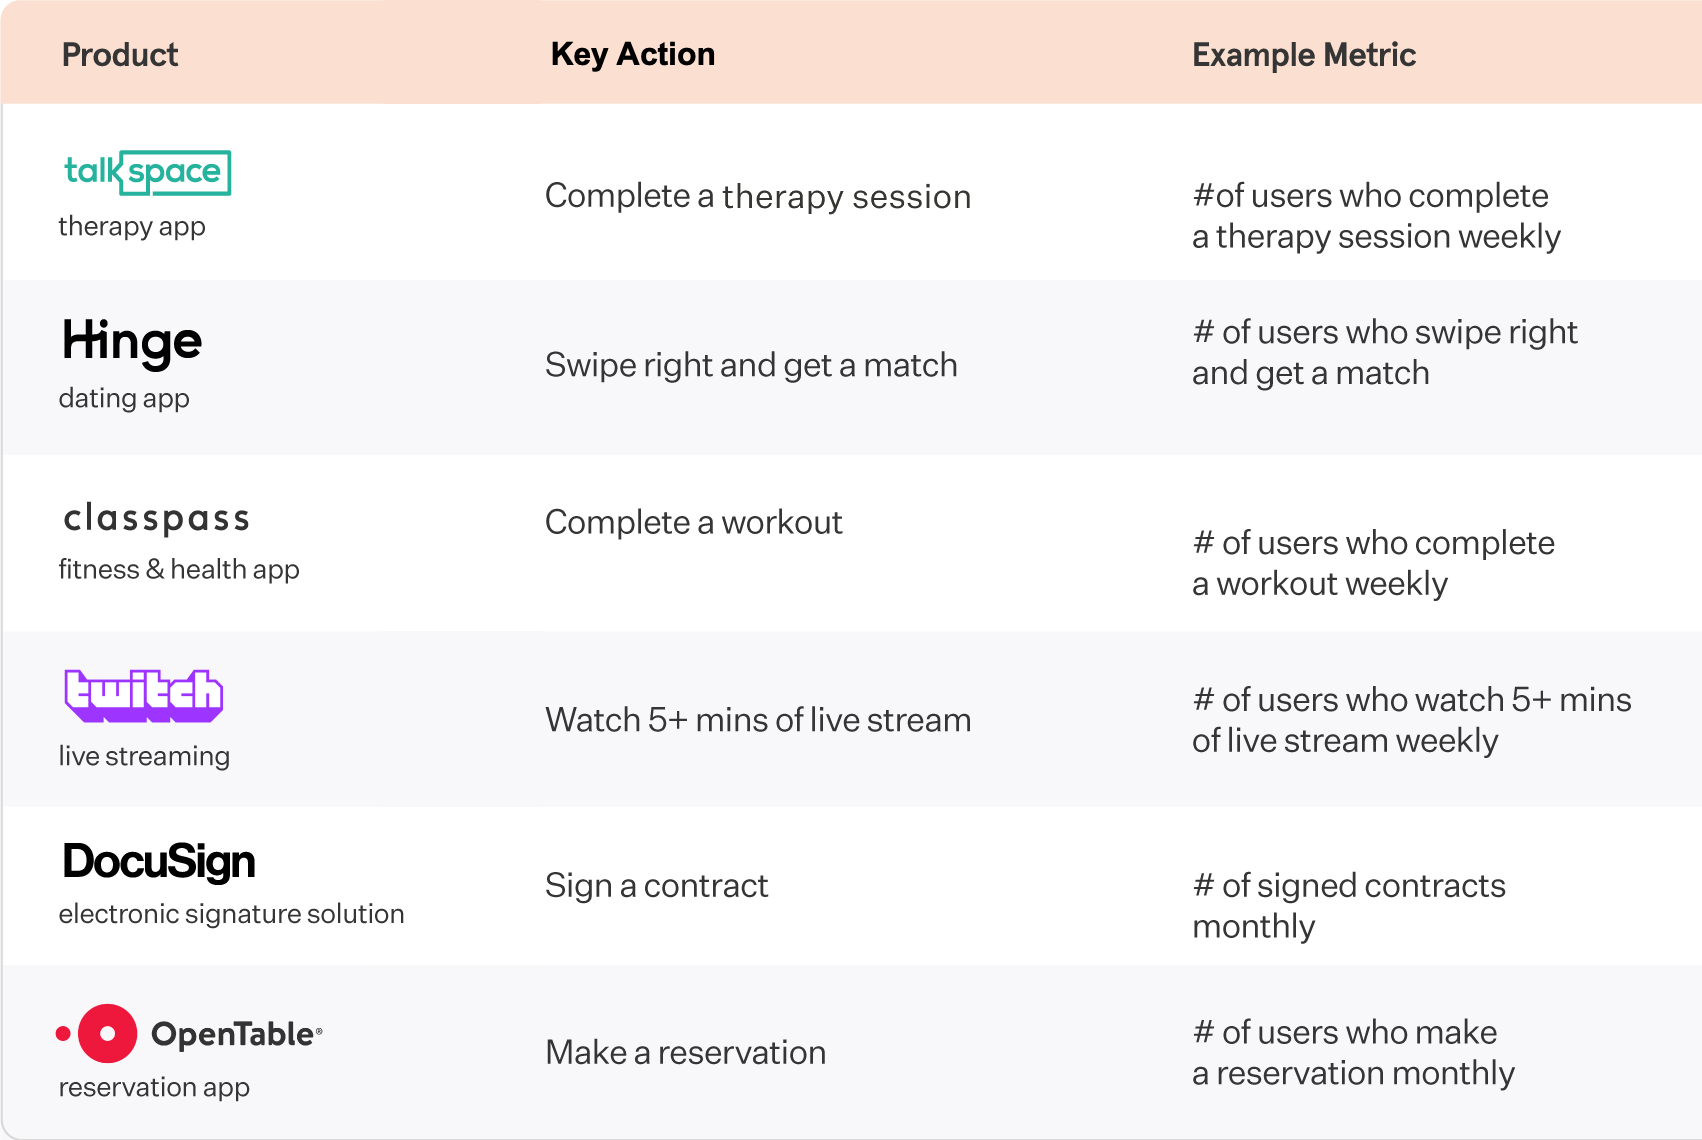 Product Key Action Example Metric
talkspace
therapy app
Complete a therapy session
#of users who complete
a therapy session weekly
Hinge
dating app
Swipe right and get a match
# of users who swipe right
and get a match
classpass
fitness & health app
Complete a workout
# of users who complete
a workout weekly
twitch
live streaming
Watch 5+ mins of live stream
# of users who watch 5+ mins
of live stream weekly
DocuSign
electronic signature solution
Sign a contract
# of signed contracts
monthly
OpenTable®
reservation app
Make a reservation
# of users who make
a reservation monthly